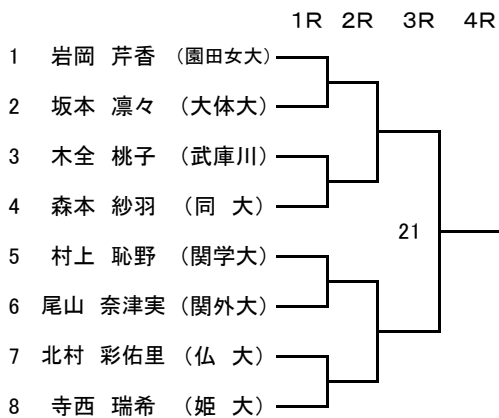 1R 2R 3R 4R
1 岩岡 芹香 (園田女大)
2 坂本 凛々 (大体大)
3 木全 桃子 (武庫川)
4 森本 紗羽 (同 大)
21
5 村上 恥野 (関学大)
6 尾山 奈津実 (関外大)
7 北村 彩佑里 (仏 大)
8 寺西 瑞希 (姫 大)